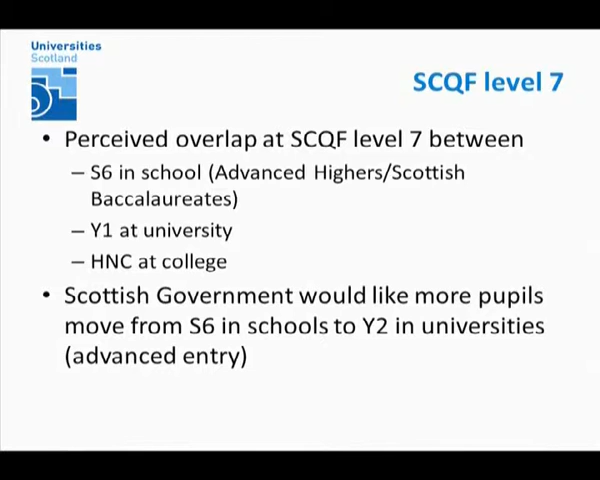 Universities
Scotland
SCQF level 7
• Perceived overlap at SCQF level 7 between
– S6 in school (Advanced Highers/Scottish
Baccalaureates)
– Y1 at university
– HNC at college
• Scottish Government would like more pupils
move from S6 in schools to Y2 in universities
(advanced entry)